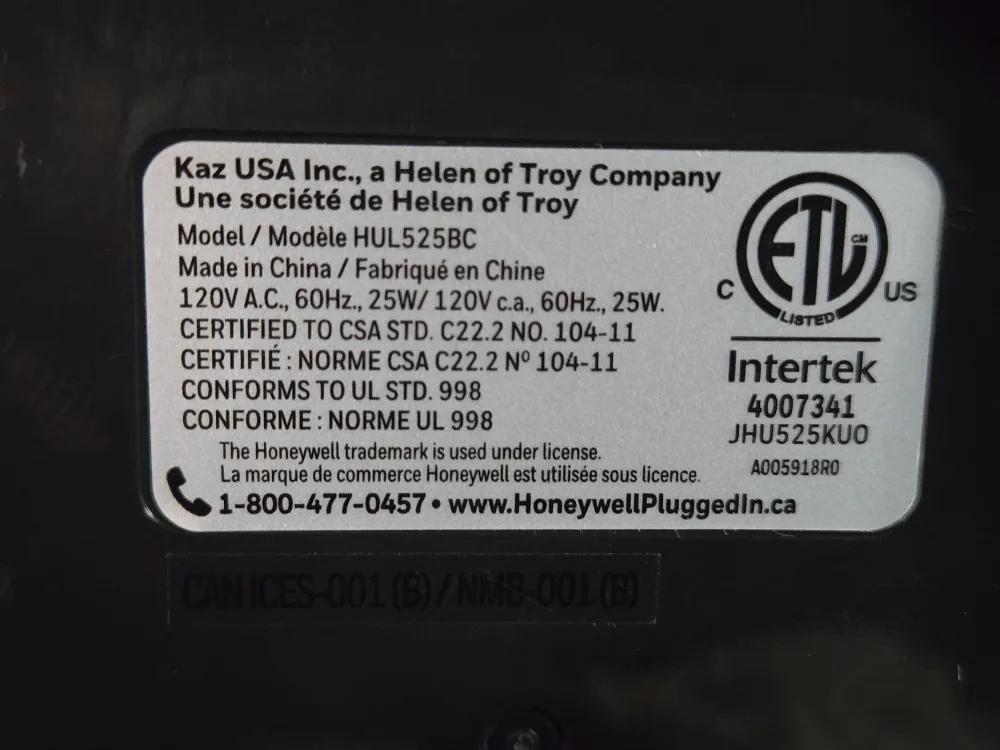 Kaz USA Inc., a Helen of Troy Company
Une société de Helen of Troy
Model / Modèle HUL525BC
Made in China / Fabriqué en Chine
120V A.C., 60Hz., 25W/ 120V c.a., 60Hz., 25W.
CERTIFIED TO CSA STD. C22.2 NO. 104-11
CERTIFIÉ : NORME CSA C22.2 Nº 104-11
CONFORMS TO UL STD. 998
CONFORME : NORME UL 998
The Honeywell trademark is used under license.
La marque de commerce Honeywell est utilisée sous licence.
1-800-477-0457 • www.HoneywellPluggedIn.ca
ETL CM
C US
LISTED
Intertek
4007341
JHU525KUO
A005918R0
CAN ICES-001 (B) / NMB-001 (B)